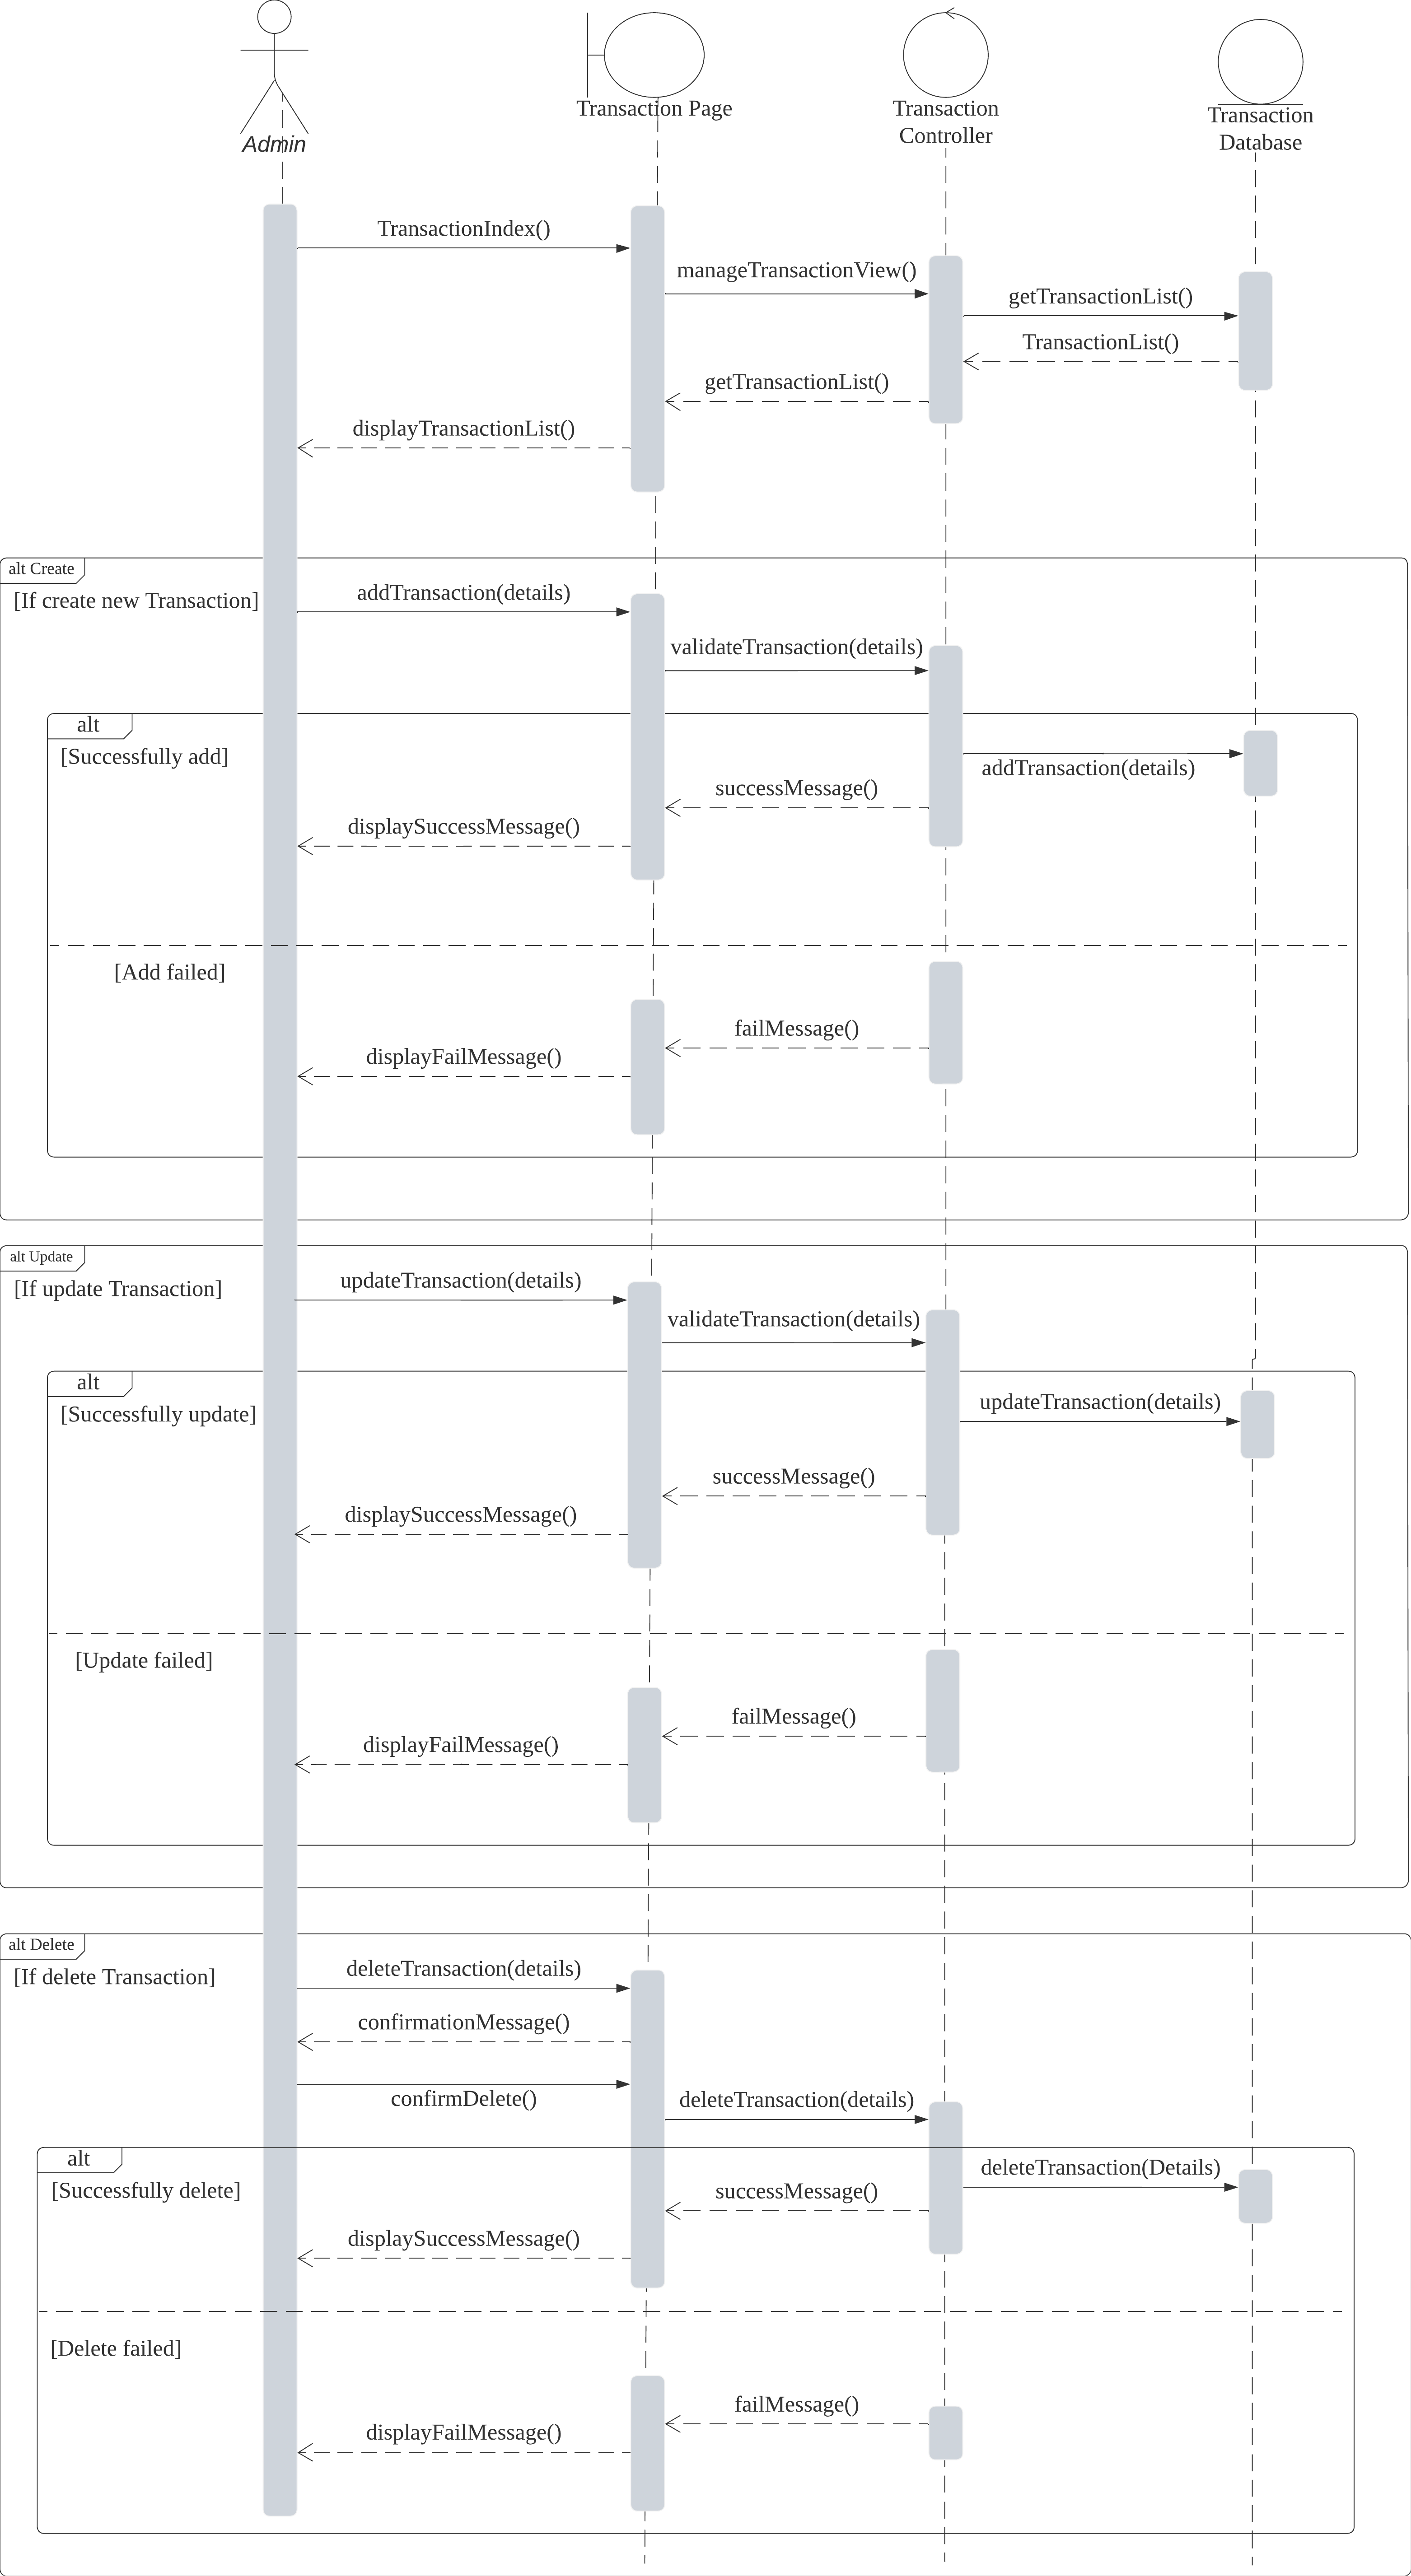 Admin
Transaction Page
Transaction
Controller
Transaction
Database
TransactionIndex()
manageTransactionView()
getTransactionList()
TransactionList()
getTransactionList()
displayTransactionList()
alt Create
[If create new Transaction]
addTransaction(details)
validateTransaction(details)
alt
[Successfully add]
addTransaction(details)
successMessage()
displaySuccessMessage()
[Add failed]
failMessage()
displayFailMessage()
alt Update
[If update Transaction]
updateTransaction(details)
validateTransaction(details)
alt
[Successfully update]
updateTransaction(details)
successMessage()
displaySuccessMessage()
[Update failed]
failMessage()
displayFailMessage()
alt Delete
[If delete Transaction]
deleteTransaction(details)
confirmationMessage()
confirmDelete()
deleteTransaction(details)
alt
[Successfully delete]
deleteTransaction(Details)
successMessage()
displaySuccessMessage()
[Delete failed]
failMessage()
displayFailMessage()